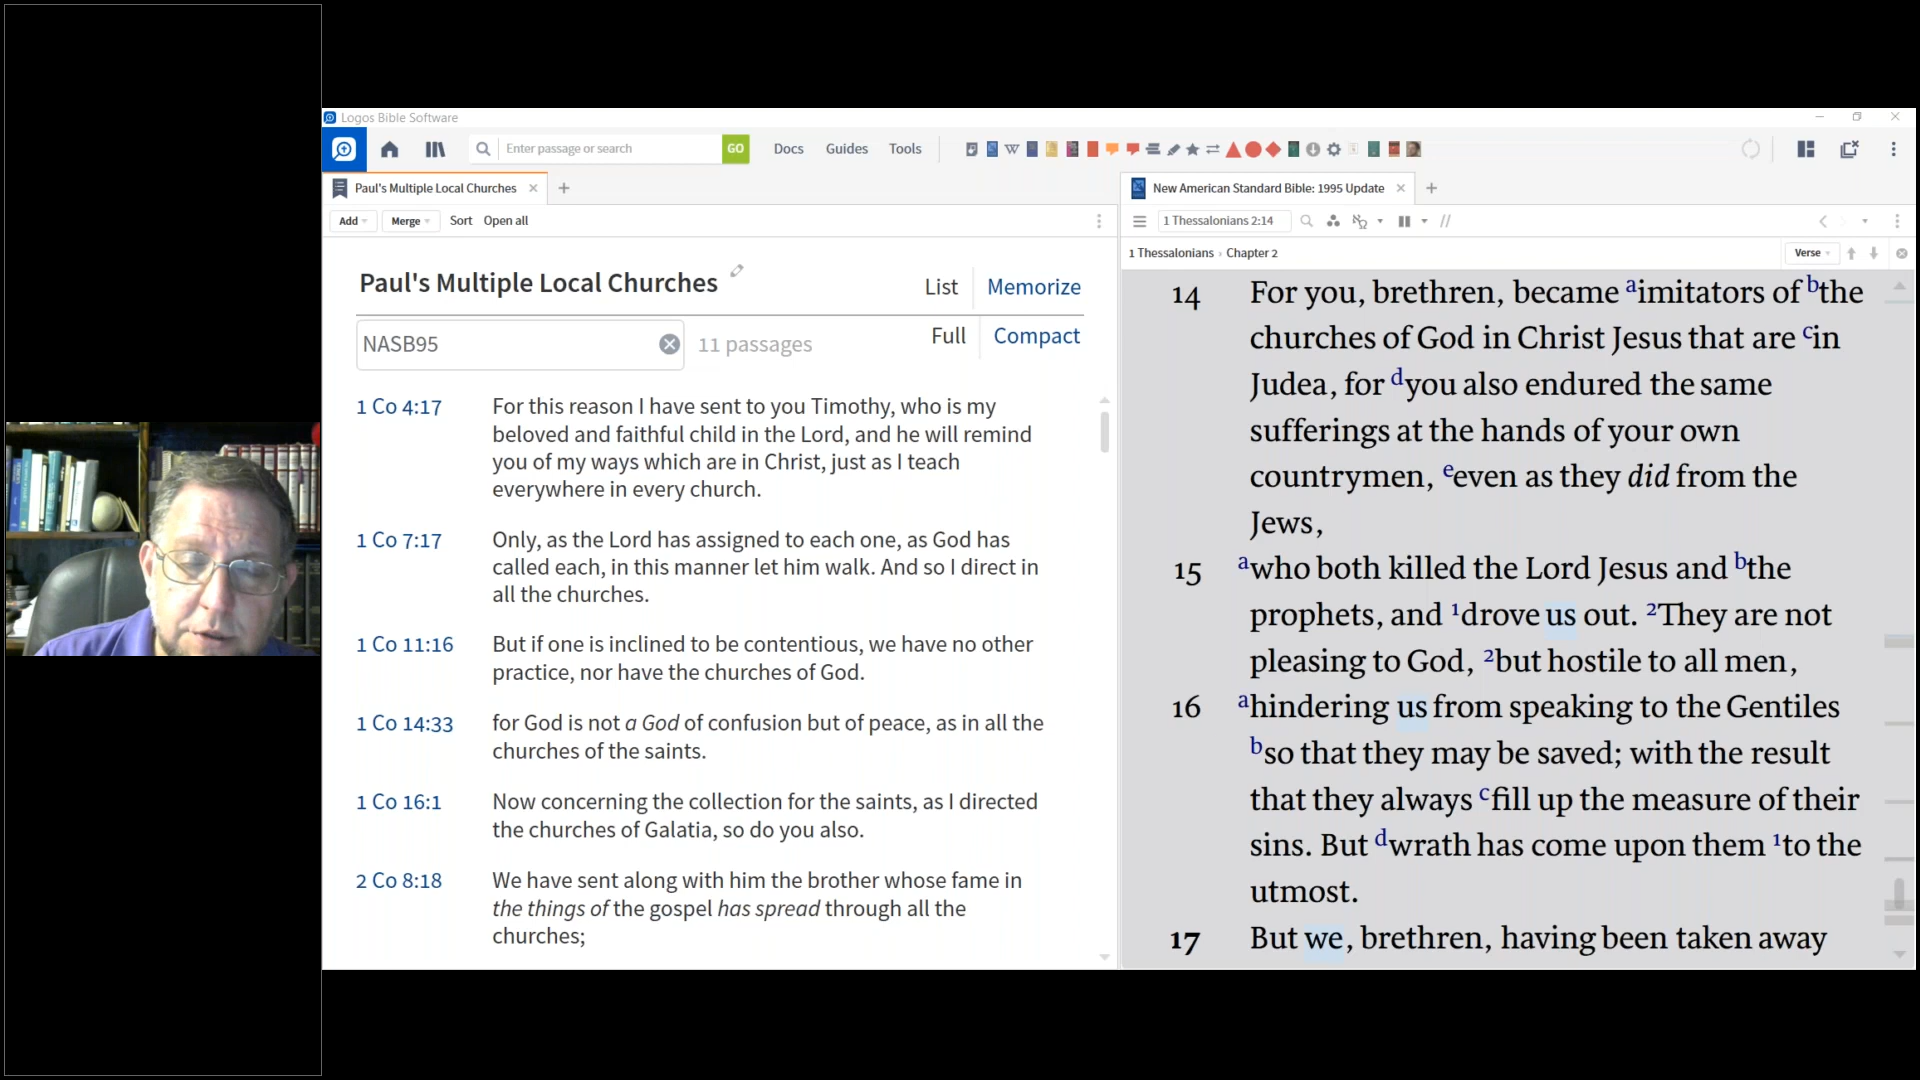 Logos Bible Software
Enter passage or search
GO
Docs
Guides
Tools
Paul's Multiple Local Churches
New American Standard Bible: 1995 Update
Add
Merge
Sort
Open all
1 Thessalonians 2:14
1 Thessalonians › Chapter 2
Verse
Paul's Multiple Local Churches
List
Memorize
NASB95
11 passages
Full
Compact
1 Co 4:17 For this reason I have sent to you Timothy, who is my
beloved and faithful child in the Lord, and he will remind
you of my ways which are in Christ, just as I teach
everywhere in every church.
1 Co 7:17 Only, as the Lord has assigned to each one, as God has
called each, in this manner let him walk. And so I direct in
all the churches.
1 Co 11:16 But if one is inclined to be contentious, we have no other
practice, nor have the churches of God.
1 Co 14:33 for God is not a God of confusion but of peace, as in all the
churches of the saints.
1 Co 16:1 Now concerning the collection for the saints, as I directed
the churches of Galatia, so do you also.
2 Co 8:18 We have sent along with him the brother whose fame in
the things of the gospel has spread through all the
churches;
14 For you, brethren, became aimitators of bthe
churches of God in Christ Jesus that are cin
Judea, for dyou also endured the same
sufferings at the hands of your own
countrymen, eeven as they did from the
Jews,
15 awho both killed the Lord Jesus and bthe
prophets, and 1drove us out. 2They are not
pleasing to God, 2but hostile to all men,
16 ahindering us from speaking to the Gentiles
bso that they may be saved; with the result
that they always cfill up the measure of their
sins. But dwrath has come upon them 1to the
utmost.
17 But we, brethren, having been taken away